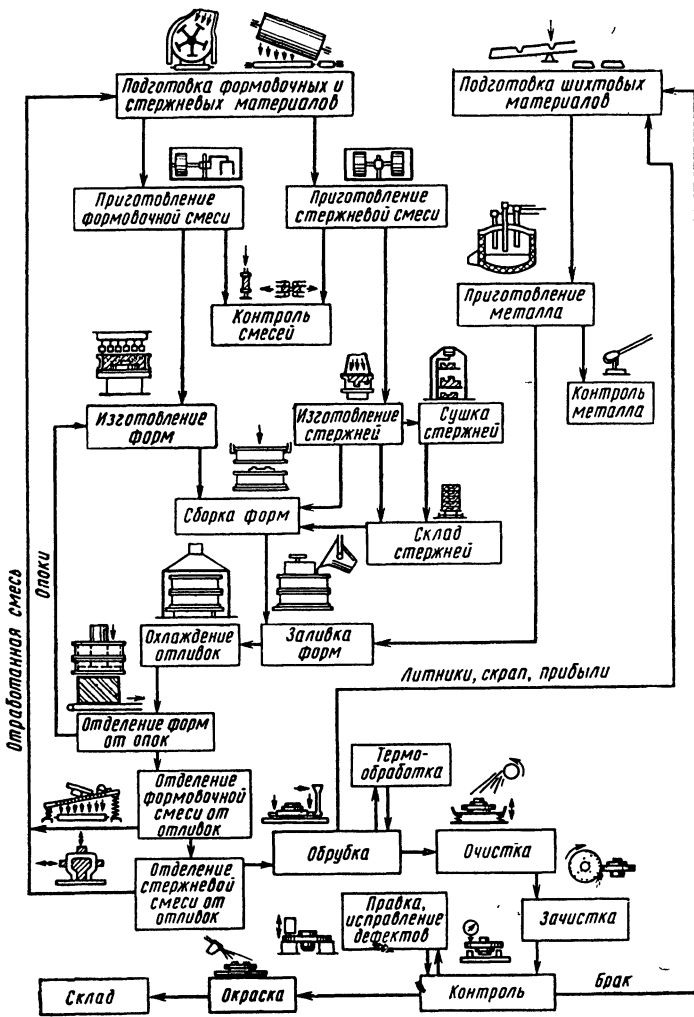 Подготовка формовочных и
стержневых материалов
Подготовка шихтовых
материалов
Приготовление
формовочной смеси
Приготовление
стержневой смеси
Контроль
смесей
Приготовление
металла
Контроль
металла
Изготовление
форм
Изготовление
стержней
Сушка
стержней
Сборка форм
Склад
стержней
Отработанная смесь
Опоки
Охлаждение
отливок
Заливка
форм
Литники, скрап, прибыли
Отделение форм
от опок
Термо-
обработка
Отделение
формовочной
смеси от
отливок
Обрубка
Очистка
Отделение
стержневой
смеси от
отливок
Правка,
исправление
дефектов
Зачистка
Склад
Окраска
Контроль
Брак